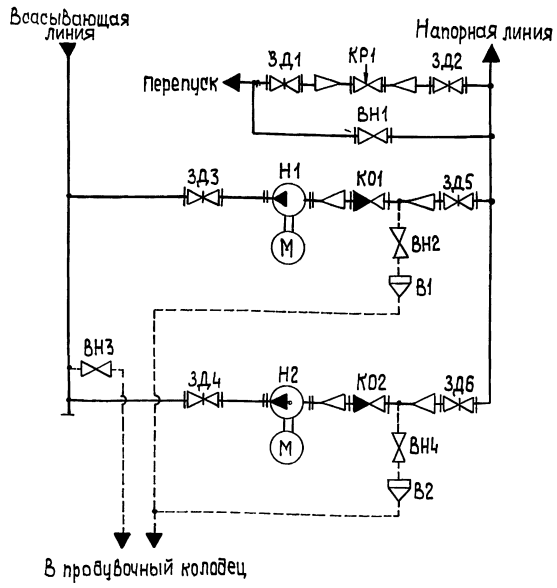 Всасывающая
линия
Напорная линия
ЗД1
КР1
ЗД2
Перепуск
ВН1
ЗД3
Н1
КО1
ЗД5
М
ВН2
В1
ВН3
ЗД4
Н2
КО2
ЗД6
М
ВН4
В2
В продувочный колодец